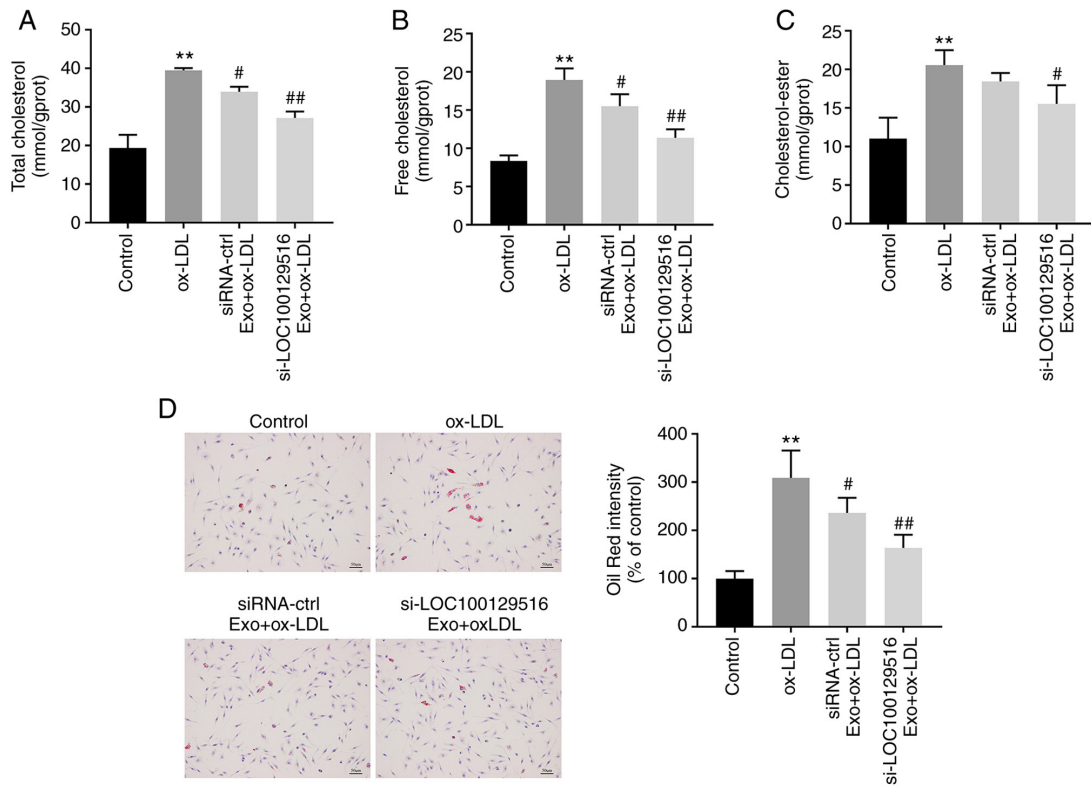 A
Total cholesterol
(mmol/gprot)
50
40
30
20
10
0
**
#
##
Control
ox-LDL
siRNA-ctrl
Exo+ox-LDL
si-LOC100129516
Exo+ox-LDL
B
Free cholesterol
(mmol/gprot)
25
20
15
10
5
0
**
#
##
Control
ox-LDL
siRNA-ctrl
Exo+ox-LDL
si-LOC100129516
Exo+ox-LDL
C
Cholesterol-ester
(mmol/gprot)
25
20
15
10
5
0
**
#
Control
ox-LDL
siRNA-ctrl
Exo+ox-LDL
si-LOC100129516
Exo+ox-LDL
D
Control
ox-LDL
siRNA-ctrl
Exo+ox-LDL
si-LOC100129516
Exo+oxLDL
Oil Red intensity
(% of control)
400
300
200
100
0
**
#
##
Control
ox-LDL
siRNA-ctrl
Exo+ox-LDL
si-LOC100129516
Exo+ox-LDL